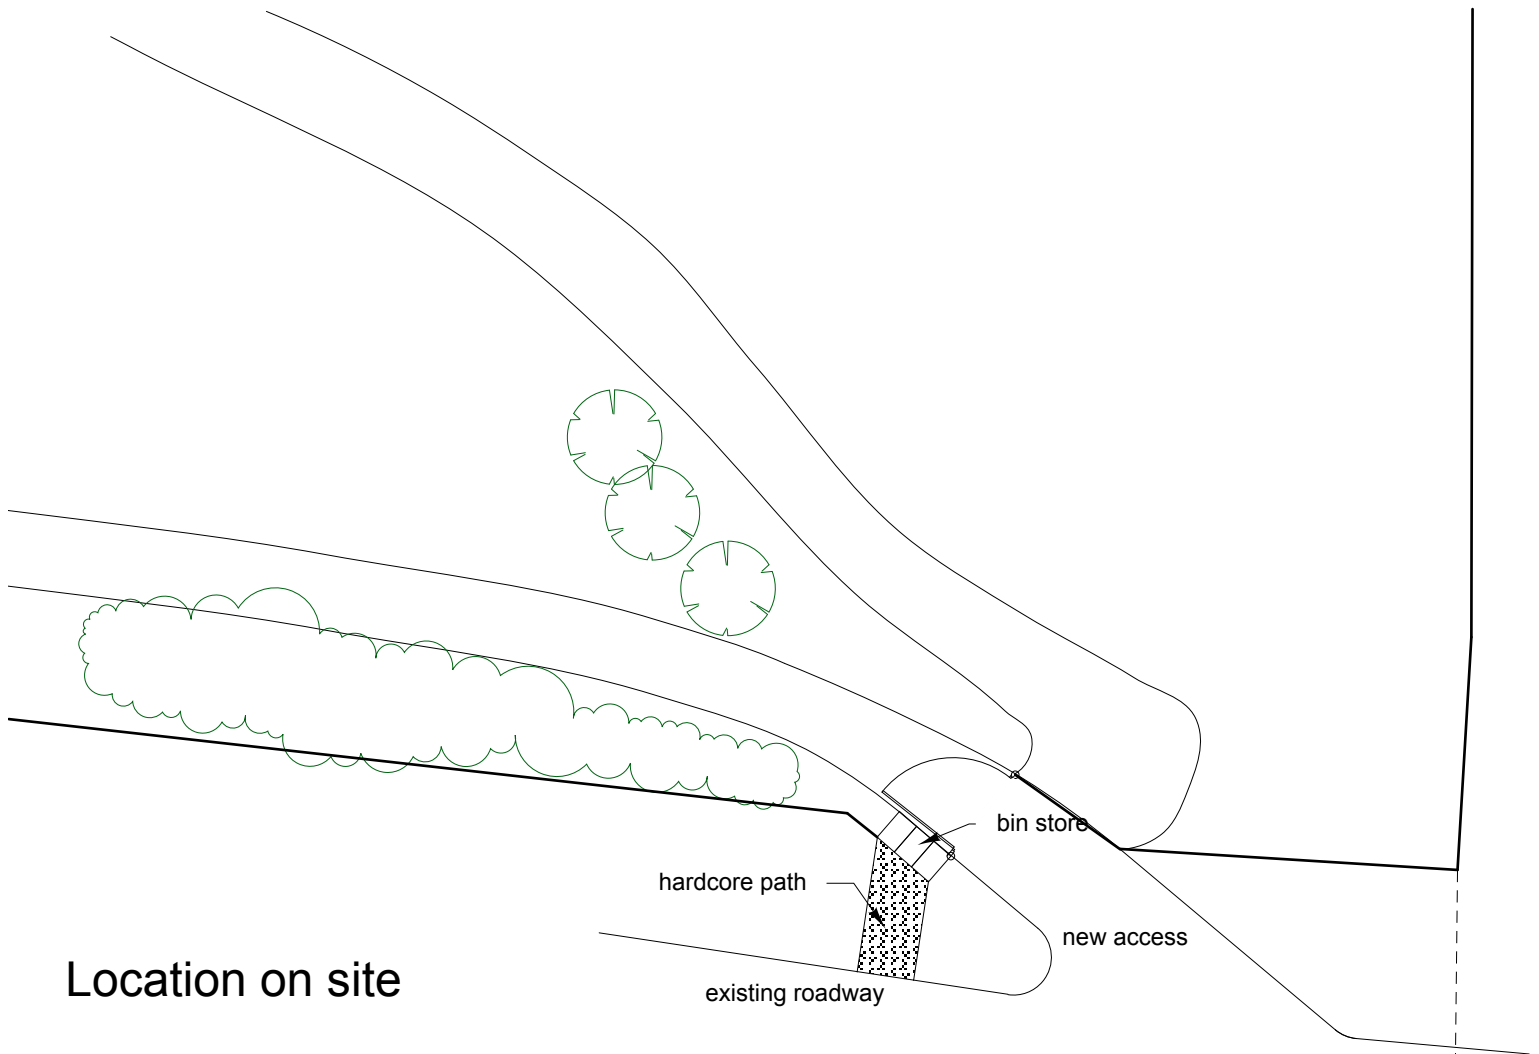 bin store
hardcore path
new access
Location on site
existing roadway